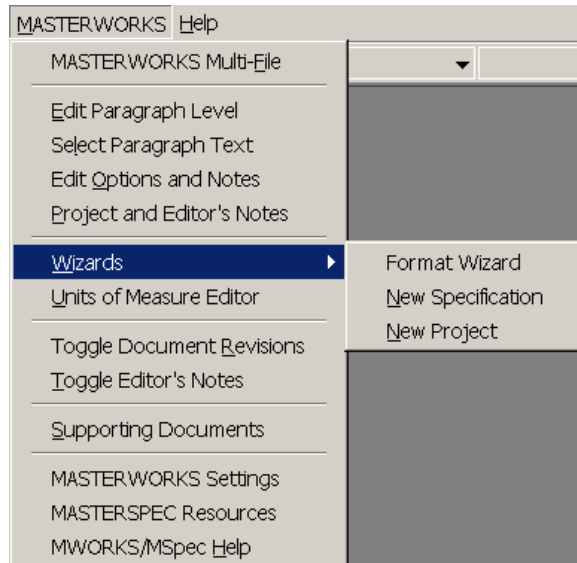 MASTERWORKS Help
MASTERWORKS Multi-File
Edit Paragraph Level
Select Paragraph Text
Edit Options and Notes
Project and Editor's Notes
Wizards
Format Wizard
New Specification
New Project
Units of Measure Editor
Toggle Document Revisions
Toggle Editor's Notes
Supporting Documents
MASTERWORKS Settings
MASTERSPEC Resources
MWORKS/MSpec Help